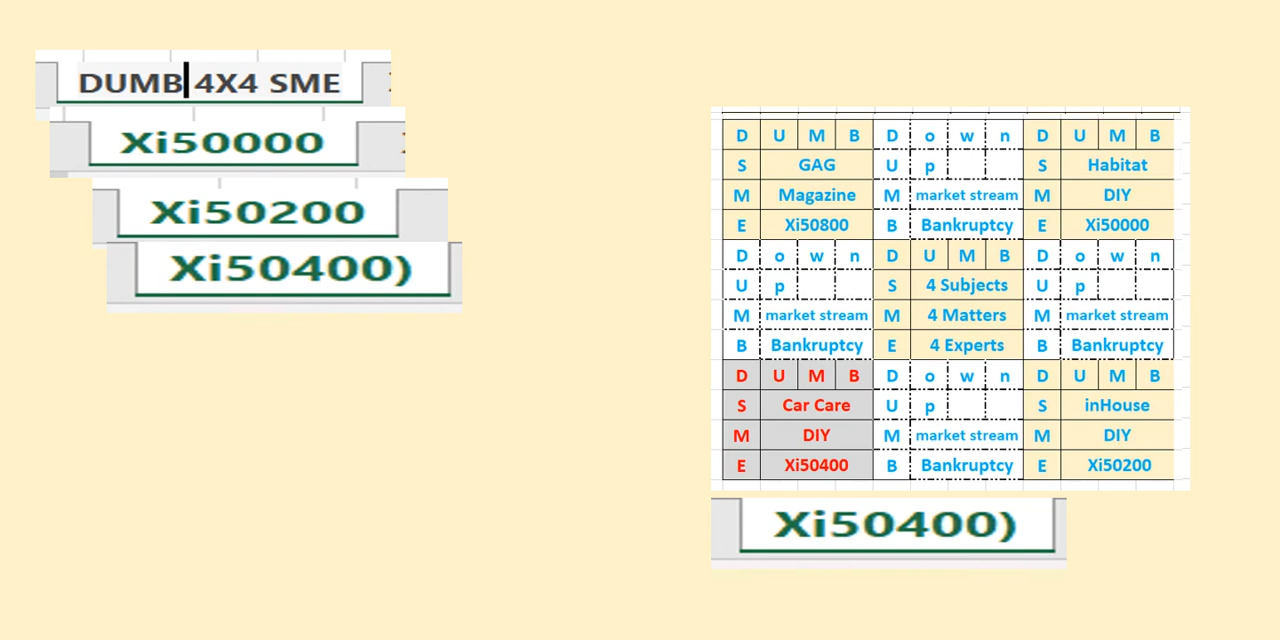 DUMB 4X4 SME
Xi50000
Xi50200
Xi50400)
D U M B D o w n D U M B
S GAG U p S Habitat
M Magazine M market stream M DIY
E Xi50800 B Bankruptcy E Xi50000
D o w n D U M B D o w n
U p S 4 Subjects U p
M market stream M 4 Matters M market stream
B Bankruptcy E 4 Experts B Bankruptcy
D U M B D o w n D U M B
S Car Care U p S inHouse
M DIY M market stream M DIY
E Xi50400 B Bankruptcy E Xi50200
Xi50400)